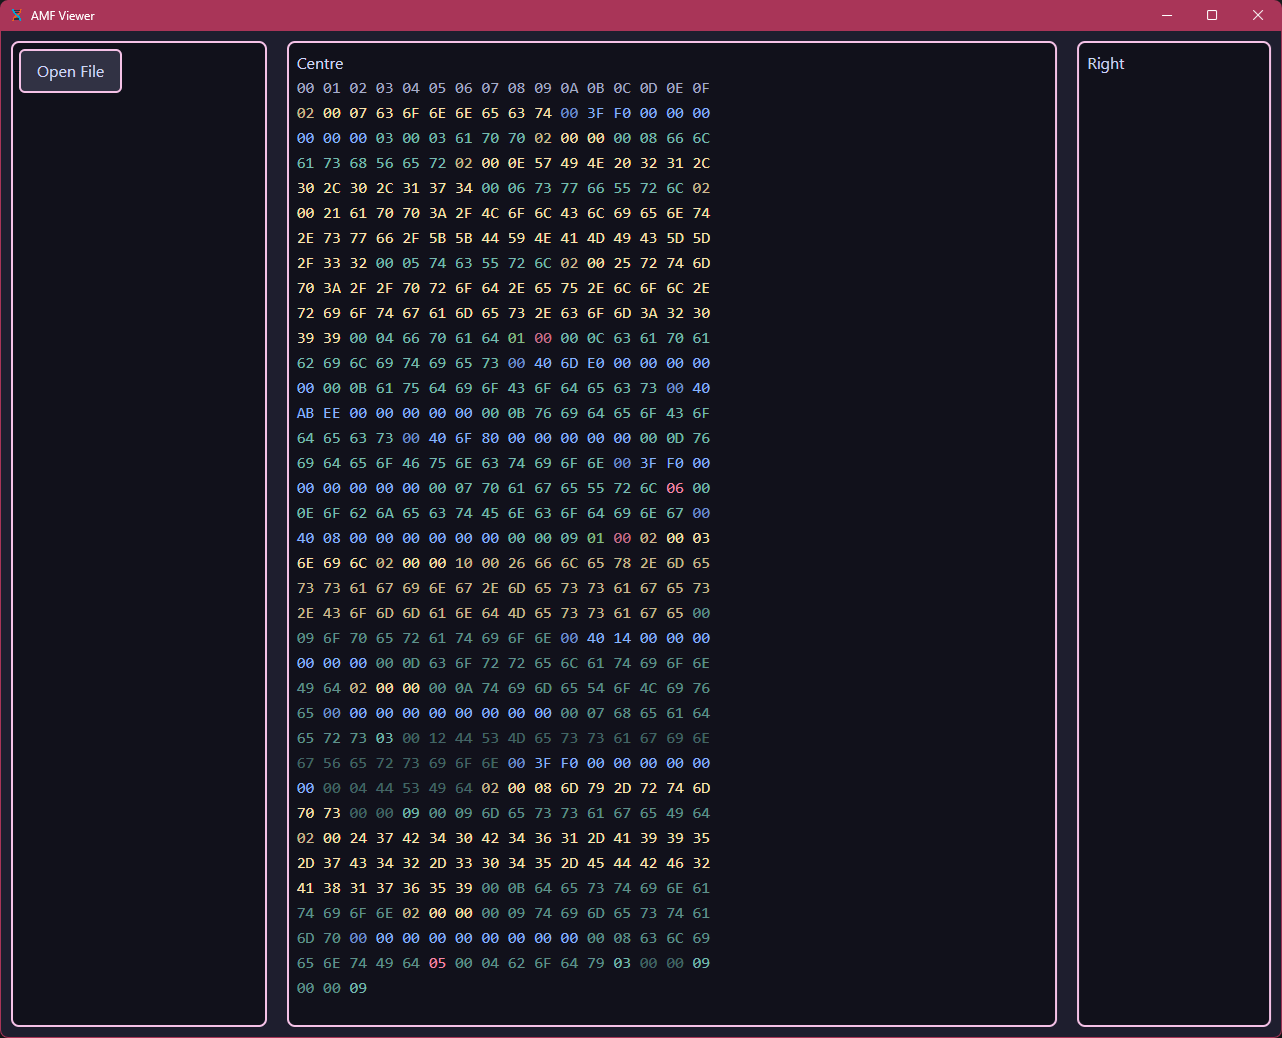 AMF Viewer
Open File
Centre
00 01 02 03 04 05 06 07 08 09 0A 0B 0C 0D 0E 0F
02 00 07 63 6F 6E 6E 65 63 74 00 3F F0 00 00 00
00 00 00 03 00 03 61 70 70 02 00 00 00 08 66 6C
61 73 68 56 65 72 02 00 0E 57 49 4E 20 32 31 2C
30 2C 30 2C 31 37 34 00 06 73 77 66 55 72 6C 02
00 21 61 70 70 3A 2F 4C 6F 6C 43 6C 69 65 6E 74
2E 73 77 66 2F 5B 5B 44 59 4E 41 4D 49 43 5D 5D
2F 33 32 00 05 74 63 55 72 6C 02 00 25 72 74 6D
70 3A 2F 2F 70 72 6F 64 2E 65 75 2E 6C 6F 6C 2E
72 69 6F 74 67 61 6D 65 73 2E 63 6F 6D 3A 32 30
39 39 00 04 66 70 61 64 01 00 00 0C 63 61 70 61
62 69 6C 69 74 69 65 73 00 40 6D E0 00 00 00 00
00 00 0B 61 75 64 69 6F 43 6F 64 65 63 73 00 40
AB EE 00 00 00 00 00 00 0B 76 69 64 65 6F 43 6F
64 65 63 73 00 40 6F 80 00 00 00 00 00 00 0D 76
69 64 65 6F 46 75 6E 63 74 69 6F 6E 00 3F F0 00
00 00 00 00 00 00 07 70 61 67 65 55 72 6C 06 00
0E 6F 62 6A 65 63 74 45 6E 63 6F 64 69 6E 67 00
40 08 00 00 00 00 00 00 00 00 09 01 00 02 00 03
6E 69 6C 02 00 00 10 00 26 66 6C 65 78 2E 6D 65
73 73 61 67 69 6E 67 2E 6D 65 73 73 61 67 65 73
2E 43 6F 6D 6D 61 6E 64 4D 65 73 73 61 67 65 00
09 6F 70 65 72 61 74 69 6F 6E 00 40 14 00 00 00
00 00 00 00 0D 63 6F 72 72 65 6C 61 74 69 6F 6E
49 64 02 00 00 00 0A 74 69 6D 65 54 6F 4C 69 76
65 00 00 00 00 00 00 00 00 00 00 07 68 65 61 64
65 72 73 03 00 12 44 53 4D 65 73 73 61 67 69 6E
67 56 65 72 73 69 6F 6E 00 3F F0 00 00 00 00 00
00 00 04 44 53 49 64 02 00 08 6D 79 2D 72 74 6D
70 73 00 00 09 00 09 6D 65 73 73 61 67 65 49 64
02 00 24 37 42 34 30 42 34 36 31 2D 41 39 39 35
2D 37 43 34 32 2D 33 30 34 35 2D 45 44 42 46 32
41 38 31 37 36 35 39 00 0B 64 65 73 74 69 6E 61
74 69 6F 6E 02 00 00 00 09 74 69 6D 65 73 74 61
6D 70 00 00 00 00 00 00 00 00 00 00 08 63 6C 69
65 6E 74 49 64 05 00 04 62 6F 64 79 03 00 00 09
00 00 09
Right